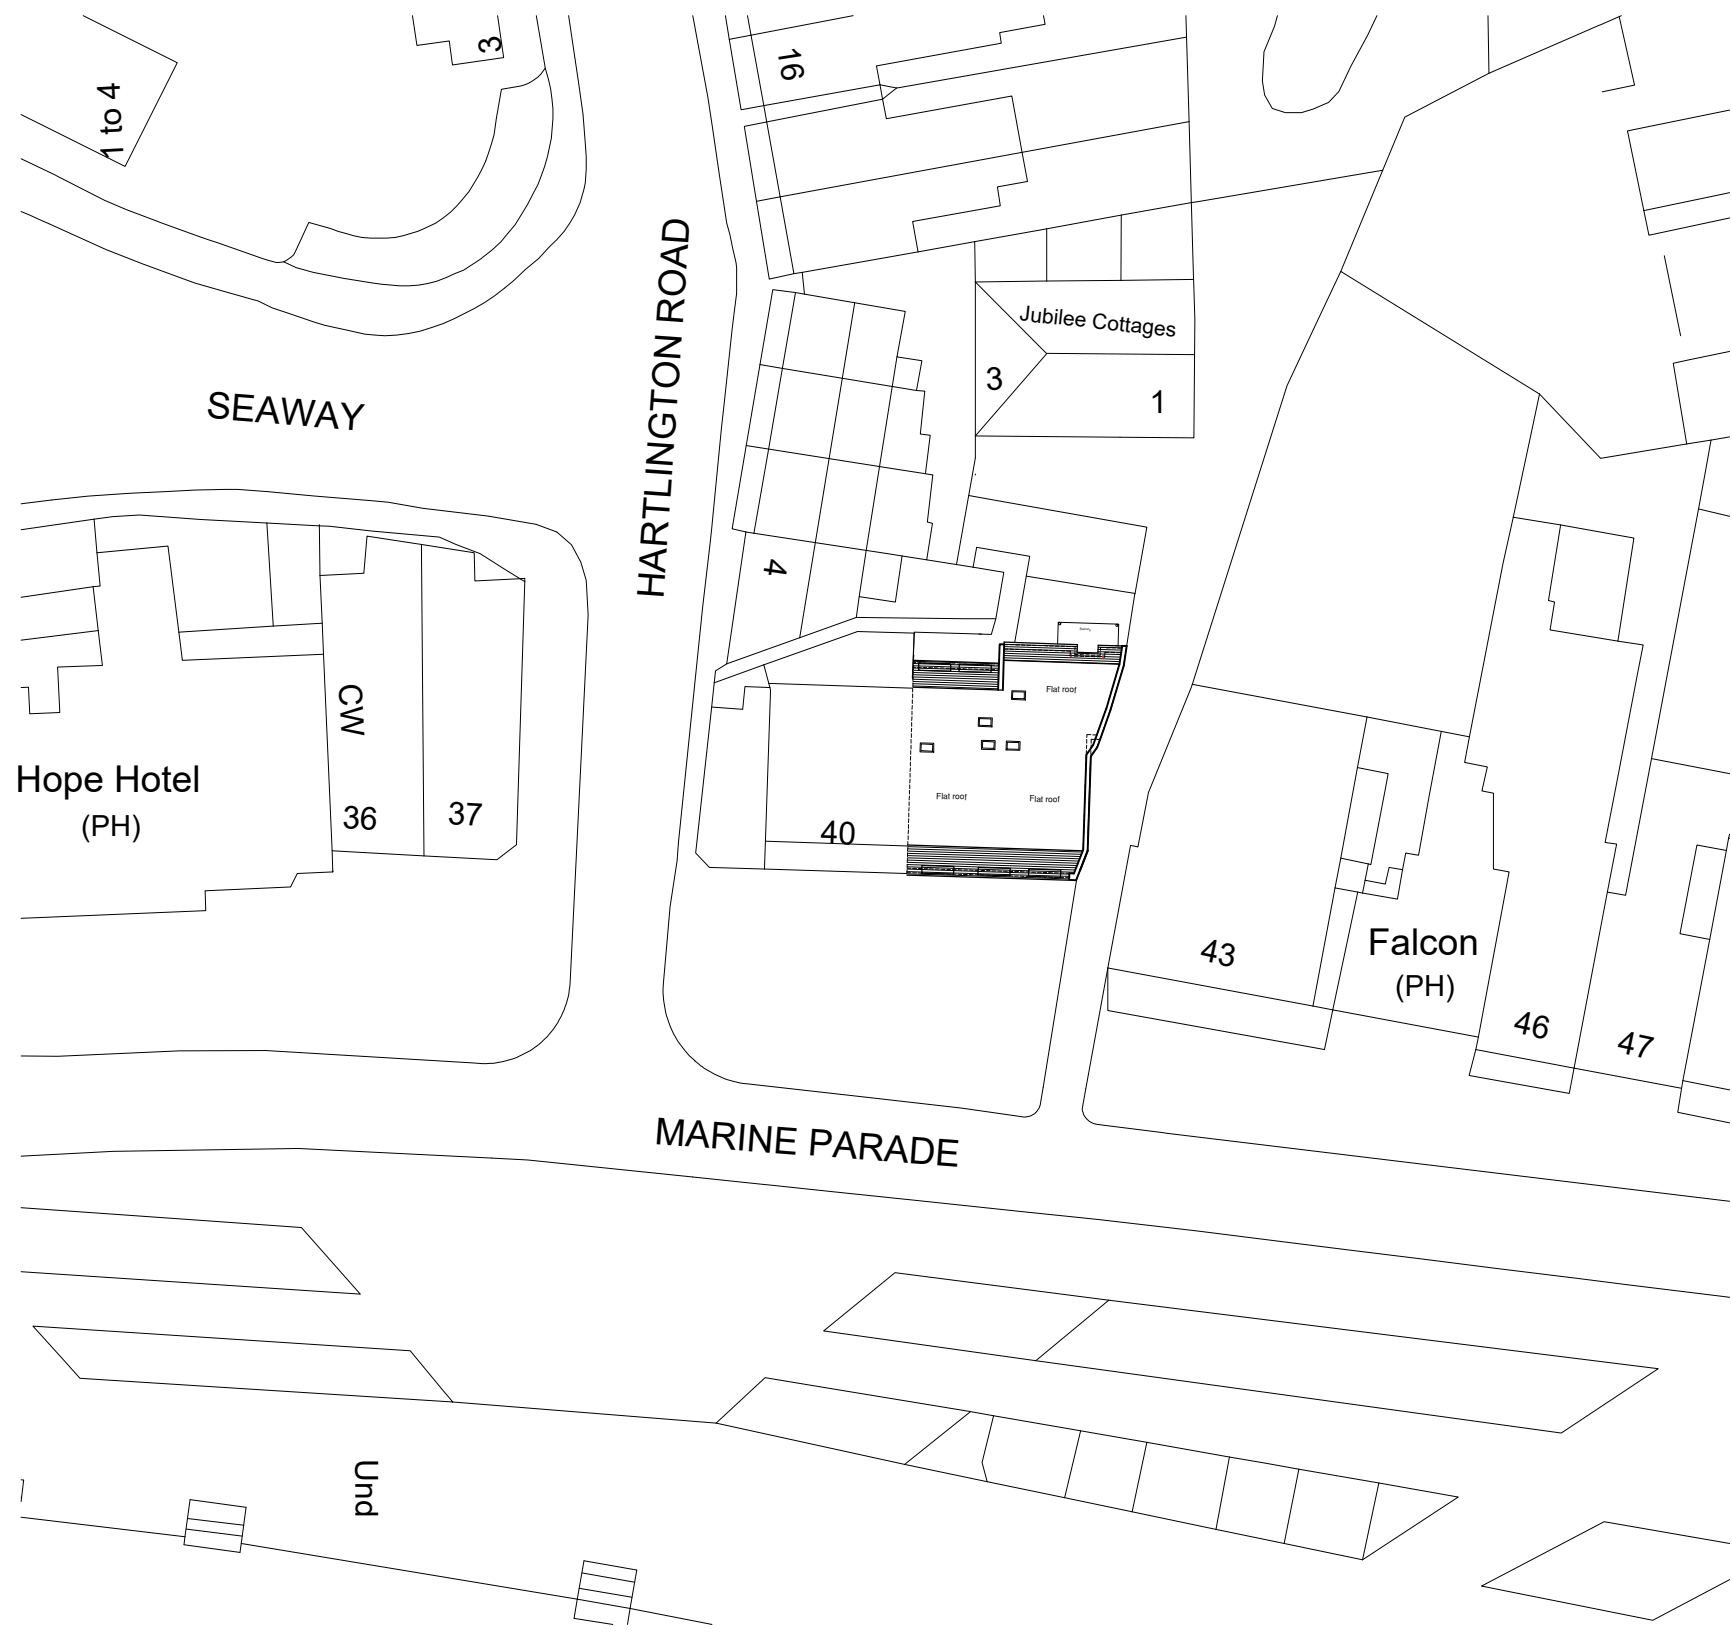 3
16
1 to 4
HARTLINGTON ROAD
Jubilee Cottages
3
1
SEAWAY
4
Flat roof
CW
Hope Hotel
(PH)
36
37
Flat roof
Flat roof
40
43
Falcon
(PH)
46
47
MARINE PARADE
Und